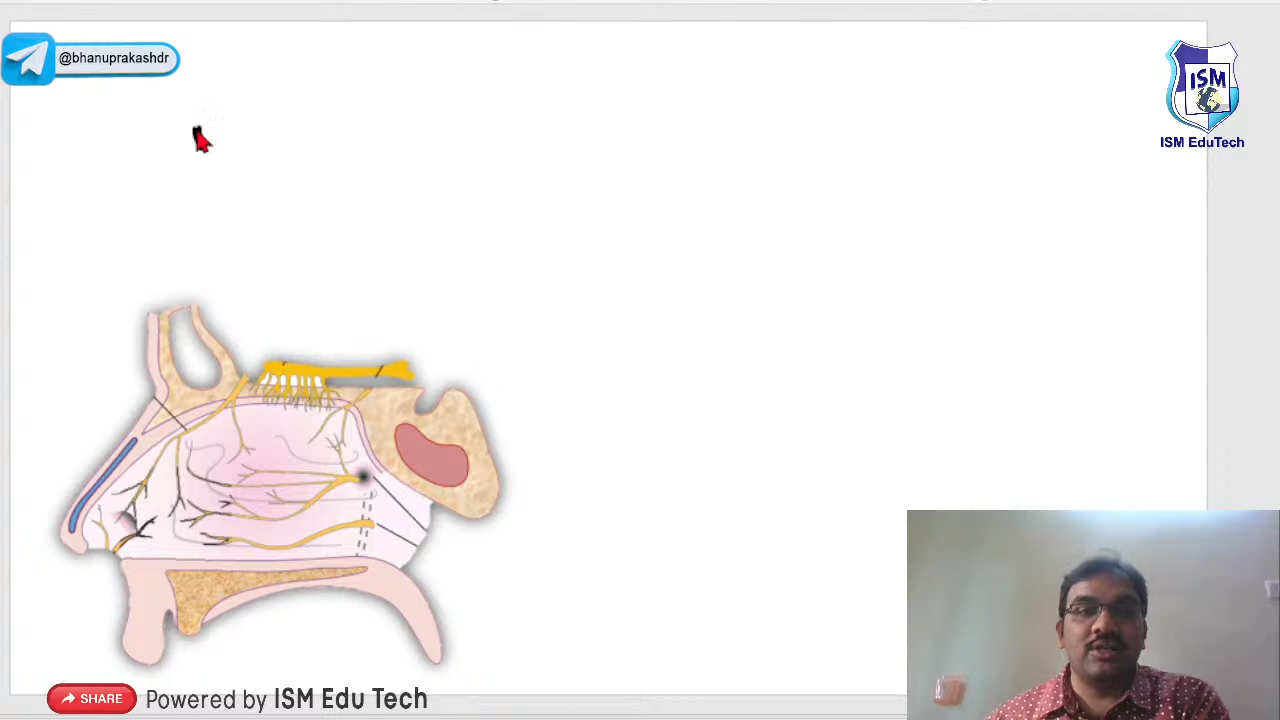 @bhanuprakashdr
ISM
ISM EduTech
SHARE
Powered by ISM Edu Tech